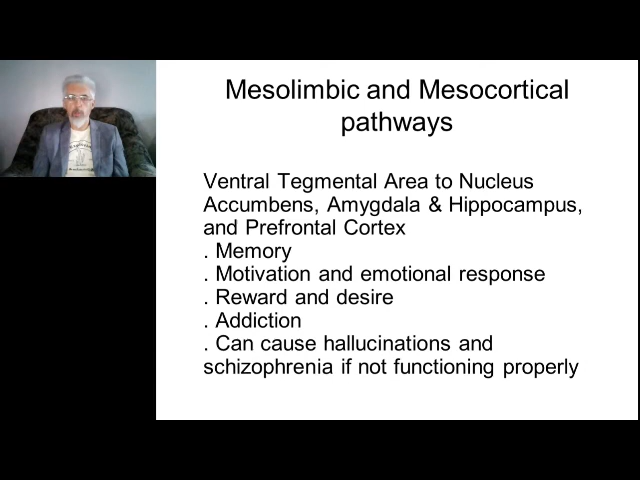 Mesolimbic and Mesocortical
pathways
Ventral Tegmental Area to Nucleus
Accumbens, Amygdala & Hippocampus,
and Prefrontal Cortex
. Memory
. Motivation and emotional response
. Reward and desire
. Addiction
. Can cause hallucinations and
schizophrenia if not functioning properly